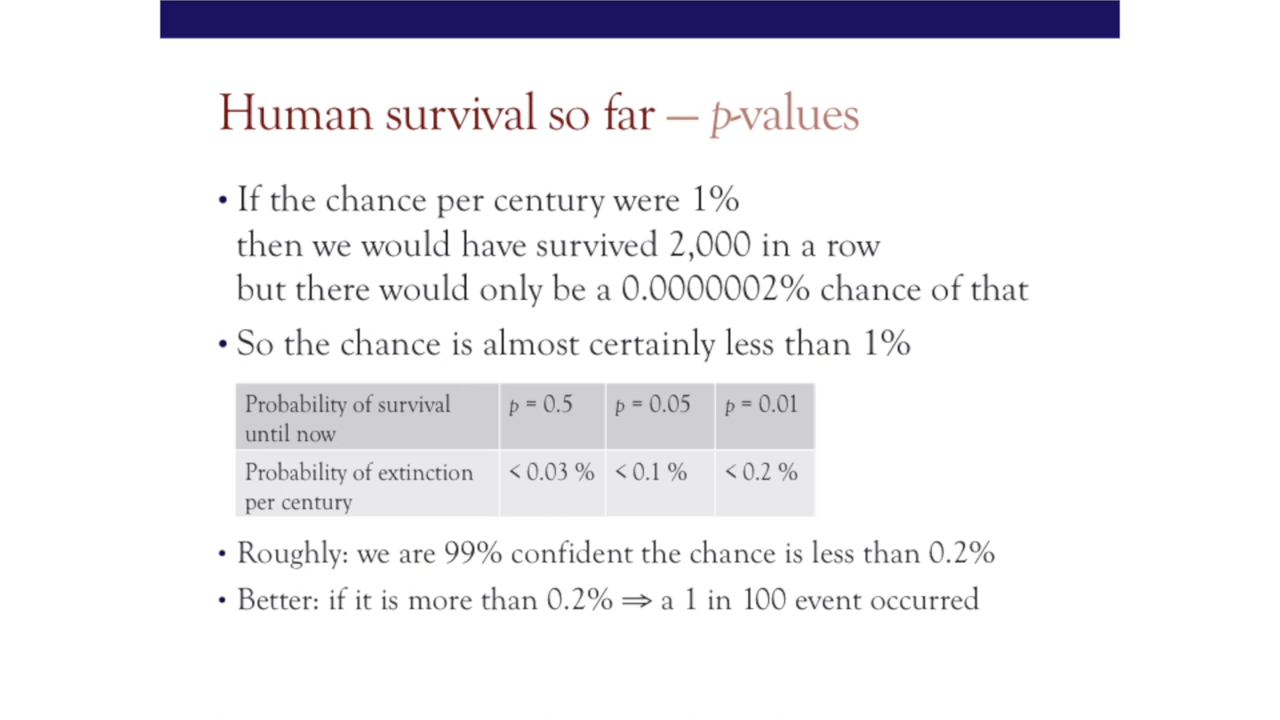 Human survival so far — p-values
• If the chance per century were 1%
then we would have survived 2,000 in a row
but there would only be a 0.0000002% chance of that
• So the chance is almost certainly less than 1%
Probability of survival until now p = 0.5 p = 0.05 p = 0.01
Probability of extinction per century < 0.03 % < 0.1 % < 0.2 %
• Roughly: we are 99% confident the chance is less than 0.2%
• Better: if it is more than 0.2% ⇒ a 1 in 100 event occurred